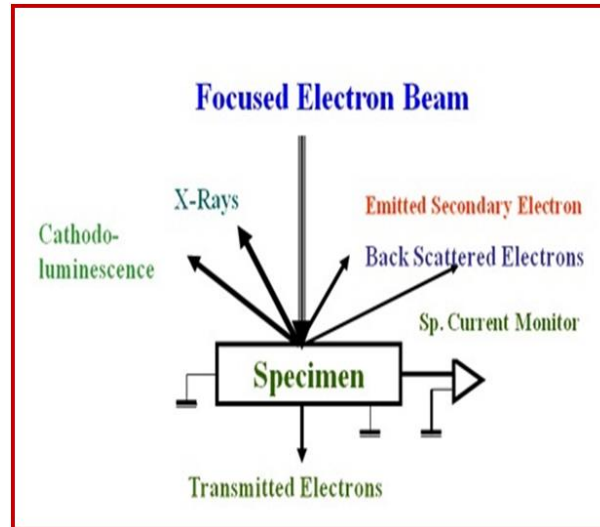 Focused Electron Beam
X-Rays
Emitted Secondary Electron
Cathodo-
luminescence
Back Scattered Electrons
Sp. Current Monitor
Specimen
Transmitted Electrons